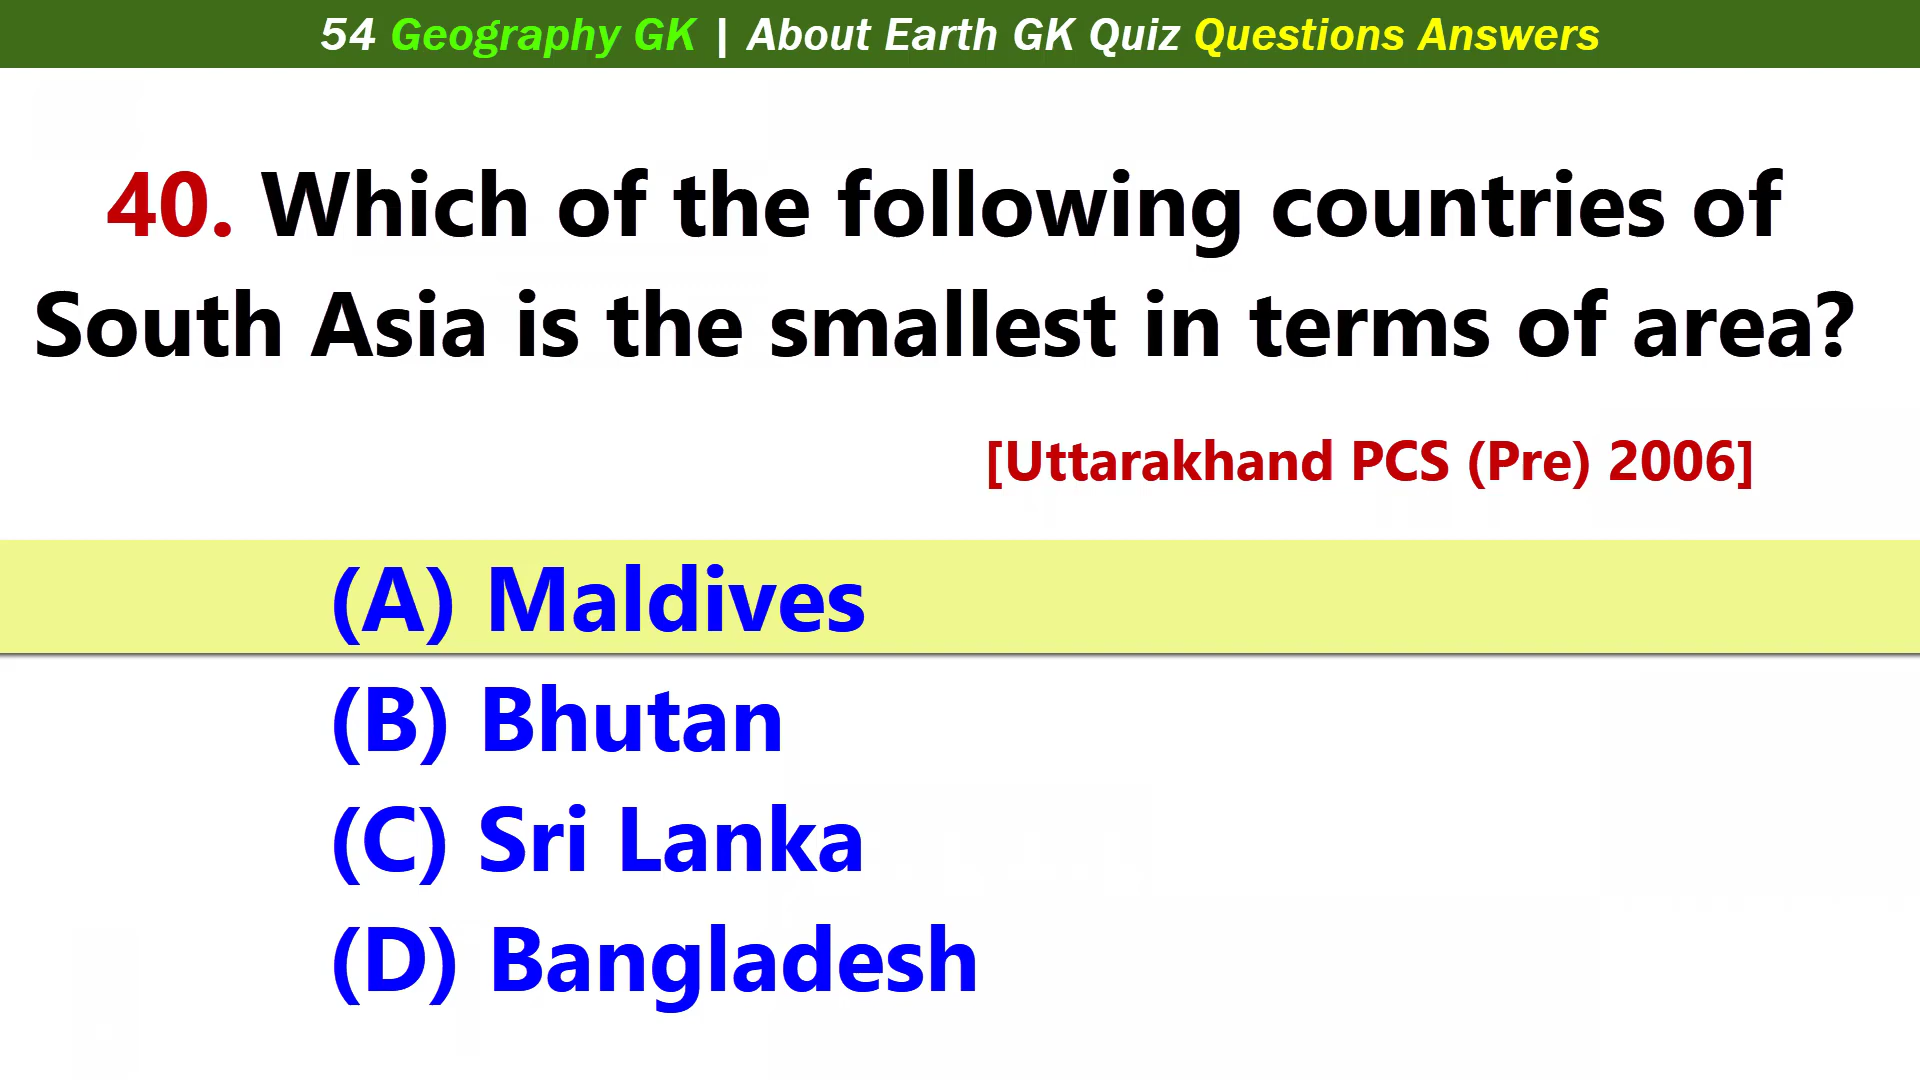 54 Geography GK | About Earth GK Quiz Questions Answers
40. Which of the following countries of
South Asia is the smallest in terms of area?
[Uttarakhand PCS (Pre) 2006]
(A) Maldives
(B) Bhutan
(C) Sri Lanka
(D) Bangladesh